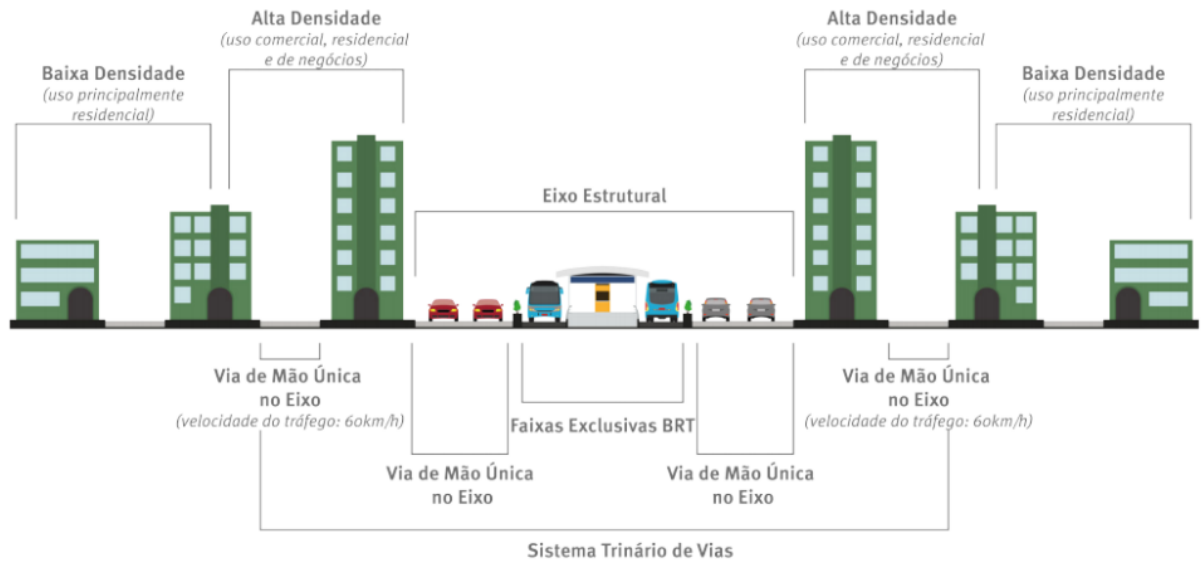 Alta Densidade
(uso comercial, residencial
e de negócios)
Alta Densidade
(uso comercial, residencial
e de negócios)
Baixa Densidade
(uso principalmente
residencial)
Baixa Densidade
(uso principalmente
residencial)
Eixo Estrutural
Via de Mão Única
no Eixo
(velocidade do tráfego: 60km/h)
Faixas Exclusivas BRT
Via de Mão Única
no Eixo
(velocidade do tráfego: 60km/h)
Via de Mão Única
no Eixo
Via de Mão Única
no Eixo
Sistema Trinário de Vias